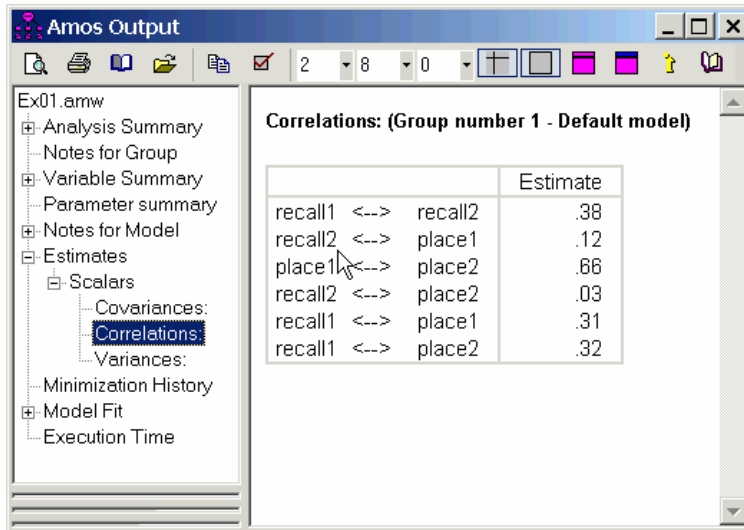 Amos Output
2 8 0
Ex01.amw
Analysis Summary
Notes for Group
Variable Summary
Parameter summary
Notes for Model
Estimates
Scalars
Covariances:
Correlations:
Variances:
Minimization History
Model Fit
Execution Time
Correlations: (Group number 1 - Default model)
Estimate
recall1 <--> recall2 .38
recall2 <--> place1 .12
place1 <--> place2 .66
recall2 <--> place2 .03
recall1 <--> place1 .31
recall1 <--> place2 .32